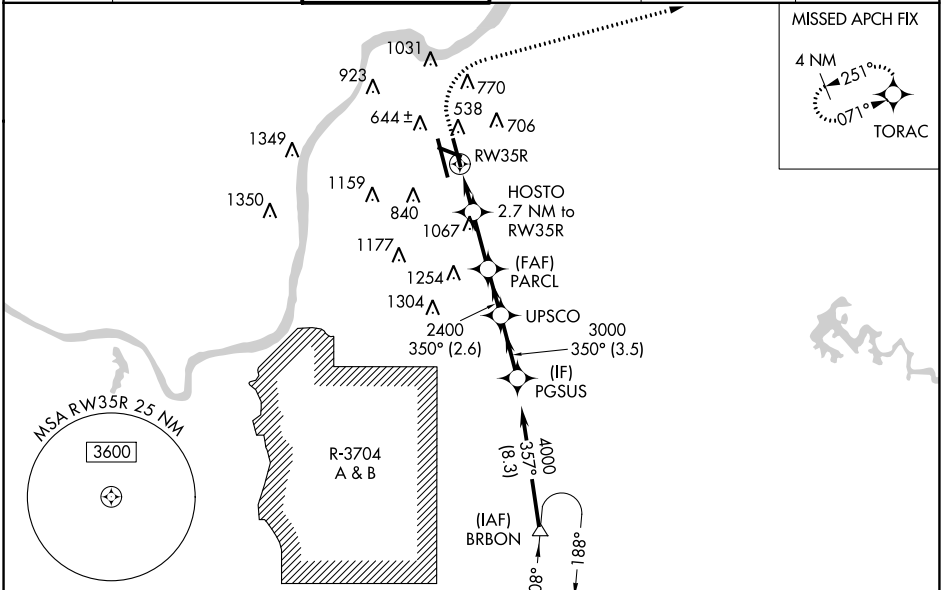 MISSED APCH FIX
4 NM
251°
071°
TORAC
1031
923
770
644 ±
538
706
1349
RW35R
1159
1350
840
HOSTO
2.7 NM to
RW35R
1067
1177
(FAF)
PARCL
1254
1304
UPSCO
2400
350° (2.6)
3000
350° (3.5)
(IF)
PGSUS
MSA RW35R 25 NM
3600
R-3704
A & B
4000
357°
(8.3)
(IAF)
BRBON
188°